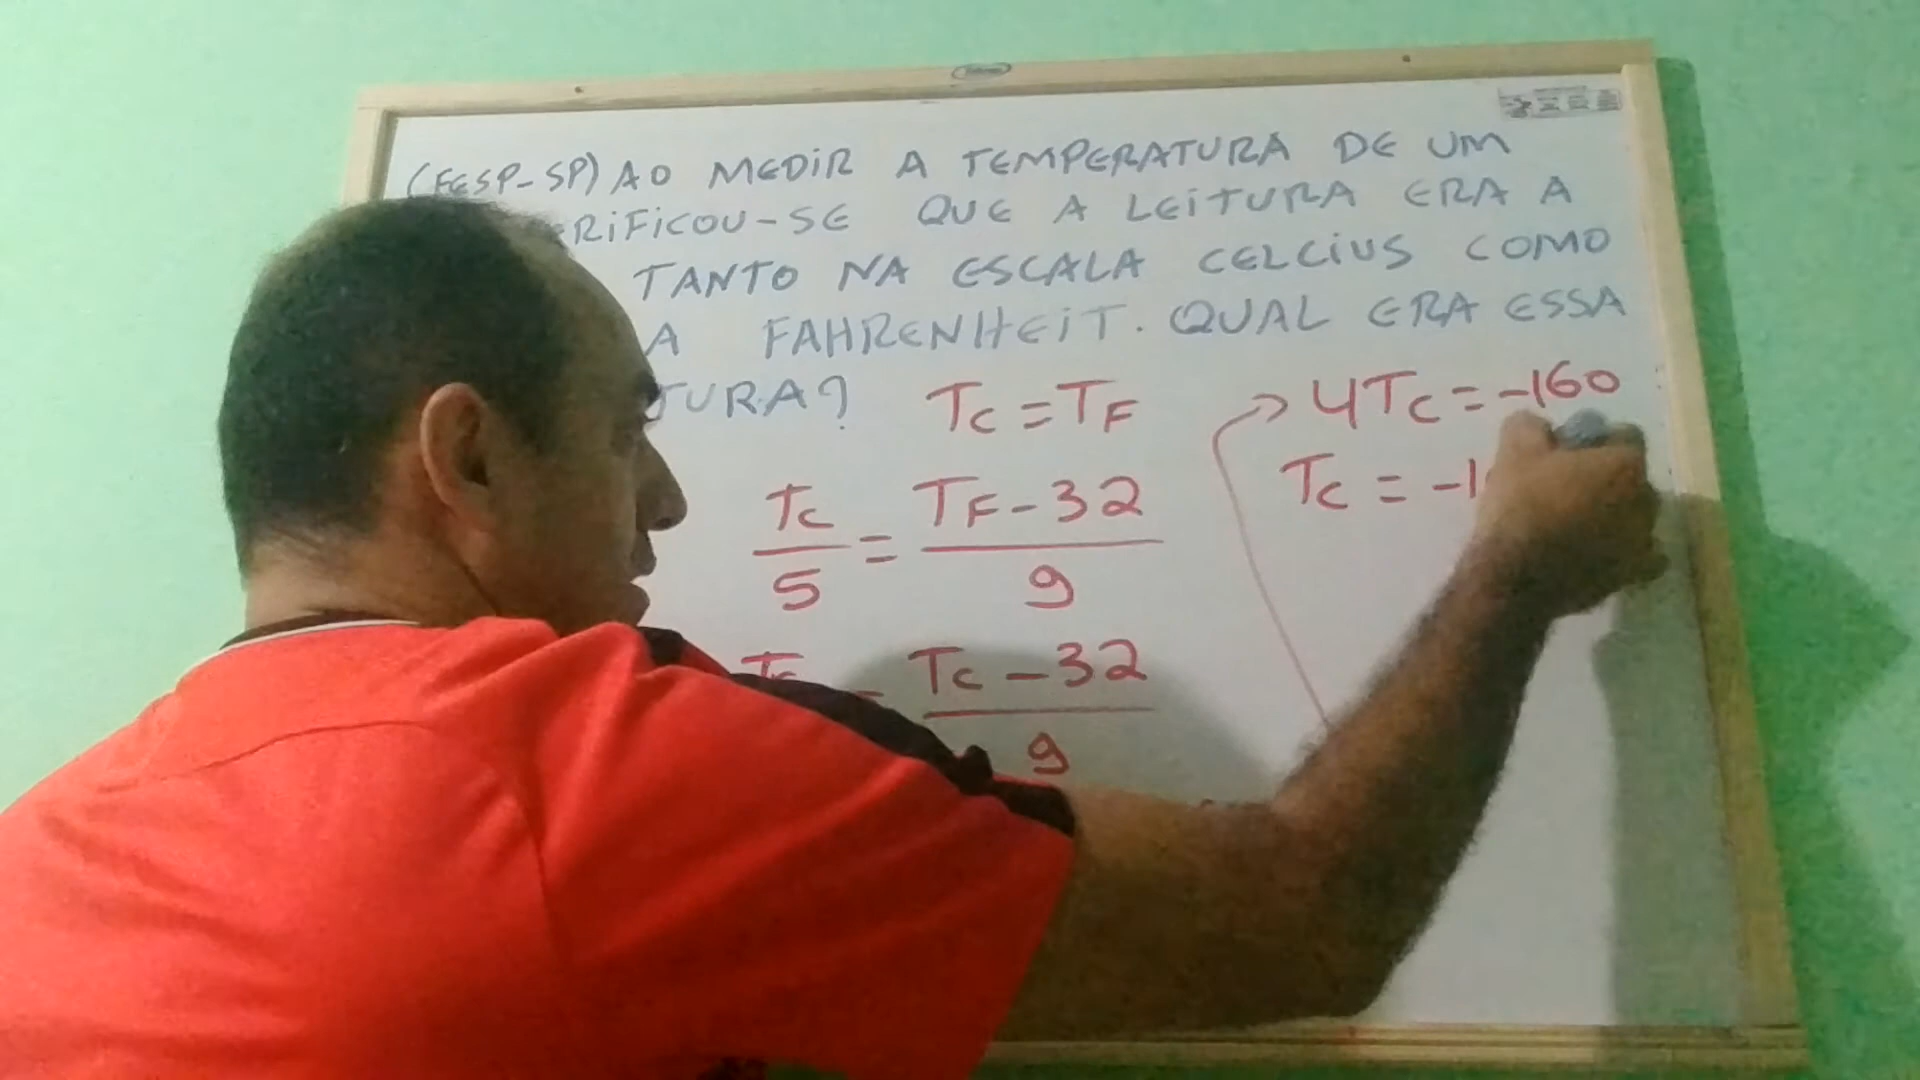 (FESP-SP) AO MEDIR A TEMPERATURA DE UM
RIFICOU-SE QUE A LEITURA ERA A
TANTO NA ESCALA CELCIUS COMO
A FAHRENHEIT. QUAL ERA ESSA
TURA?
TC = TF
TC/5 = TF-32/9
TC - 32
9
4TC = -160
TC = -1